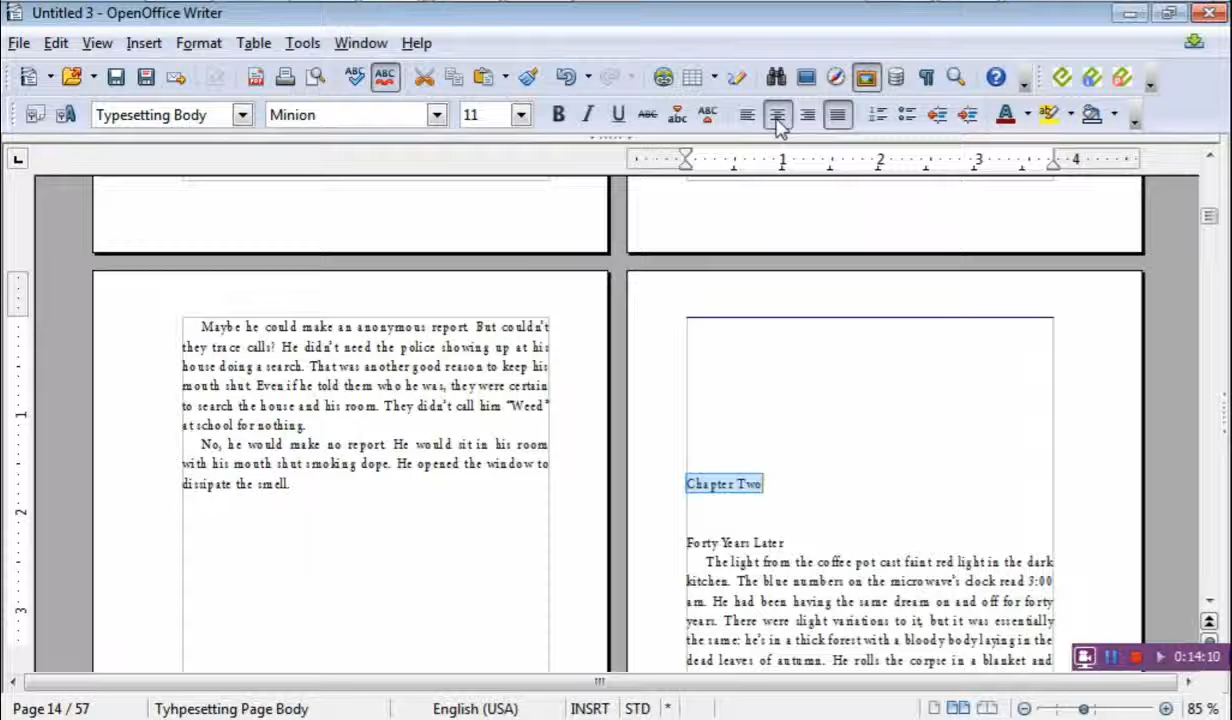 Untitled 3 - OpenOffice Writer
File Edit View Insert Format Table Tools Window Help
Typesetting Body Minion 11
1 2 3 4
Maybe he could make an anonymous report. But couldn't
they trace calls? He didn't need the police showing up at his
house doing a search. That was another good reason to keep his
mouth shut. Even if he told them who he was, they were certain
to search the house and his room. They didn't call him “Weed”
at school for nothing.
No, he would make no report. He would sit in his room
with his mouth shut smoking dope. He opened the window to
dissipate the smell.
Chapter Two
Forty Years Later
The light from the coffee pot cast faint red light in the dark
kitchen. The blue numbers on the microwave's clock read 3:00
am. He had been having the same dream on and off for forty
years. There were slight variations to it, but it was essentially
the same: he's in a thick forest with a bloody body laying in the
dead leaves of autumn. He rolls the corpse in a blanket and
1
2
3
0:14:10
Page 14 / 57 Tyhpesetting Page Body English (USA) INSRT STD * 85 %